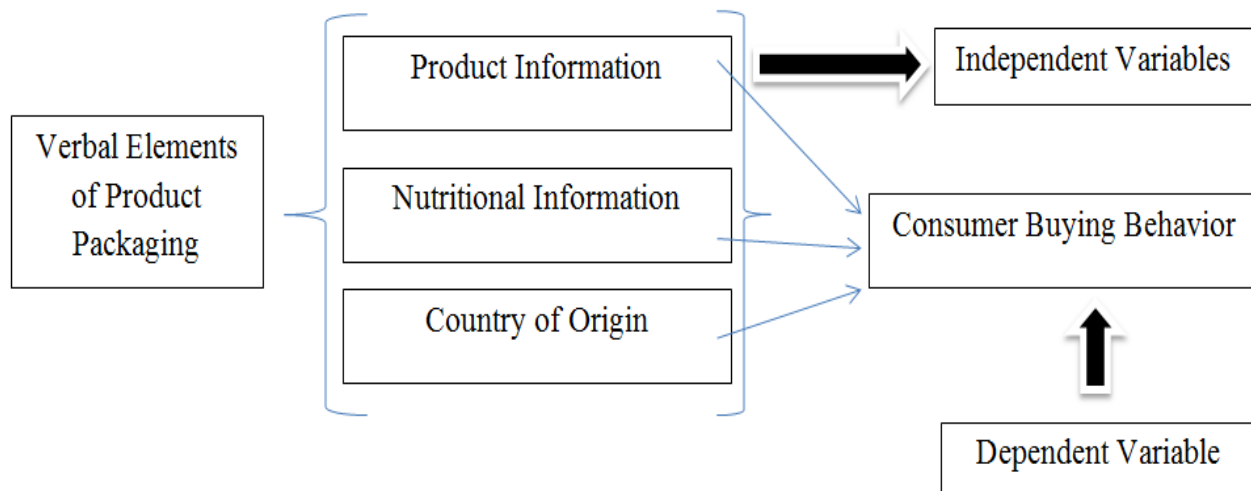 Verbal Elements
of Product
Packaging
Product Information
Nutritional Information
Country of Origin
Independent Variables
Consumer Buying Behavior
Dependent Variable